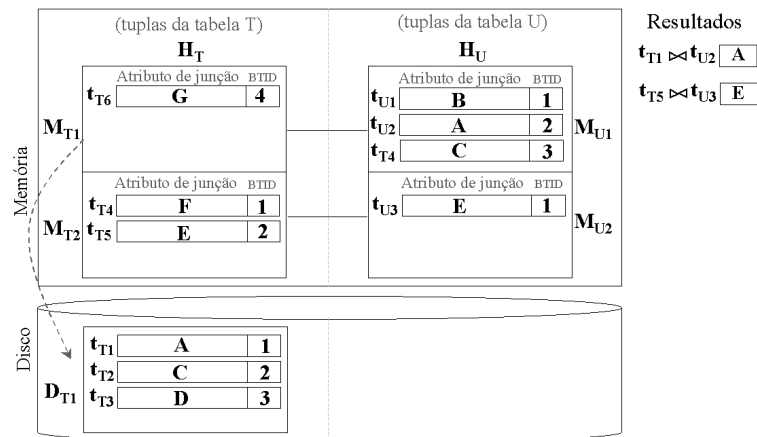 (tuplas da tabela T) (tuplas da tabela U) Resultados
H_T H_U
t_T1 ⋈ t_U2 A
t_T5 ⋈ t_U3 E
Memória
M_T1
Atributo de junção BTID
t_T6 G 4
Atributo de junção BTID
t_U1 B 1
t_U2 A 2
t_T4 C 3
M_U1
M_T2
Atributo de junção BTID
t_T4 F 1
t_T5 E 2
Atributo de junção BTID
t_U3 E 1
M_U2
Disco
D_T1
t_T1 A 1
t_T2 C 2
t_T3 D 3